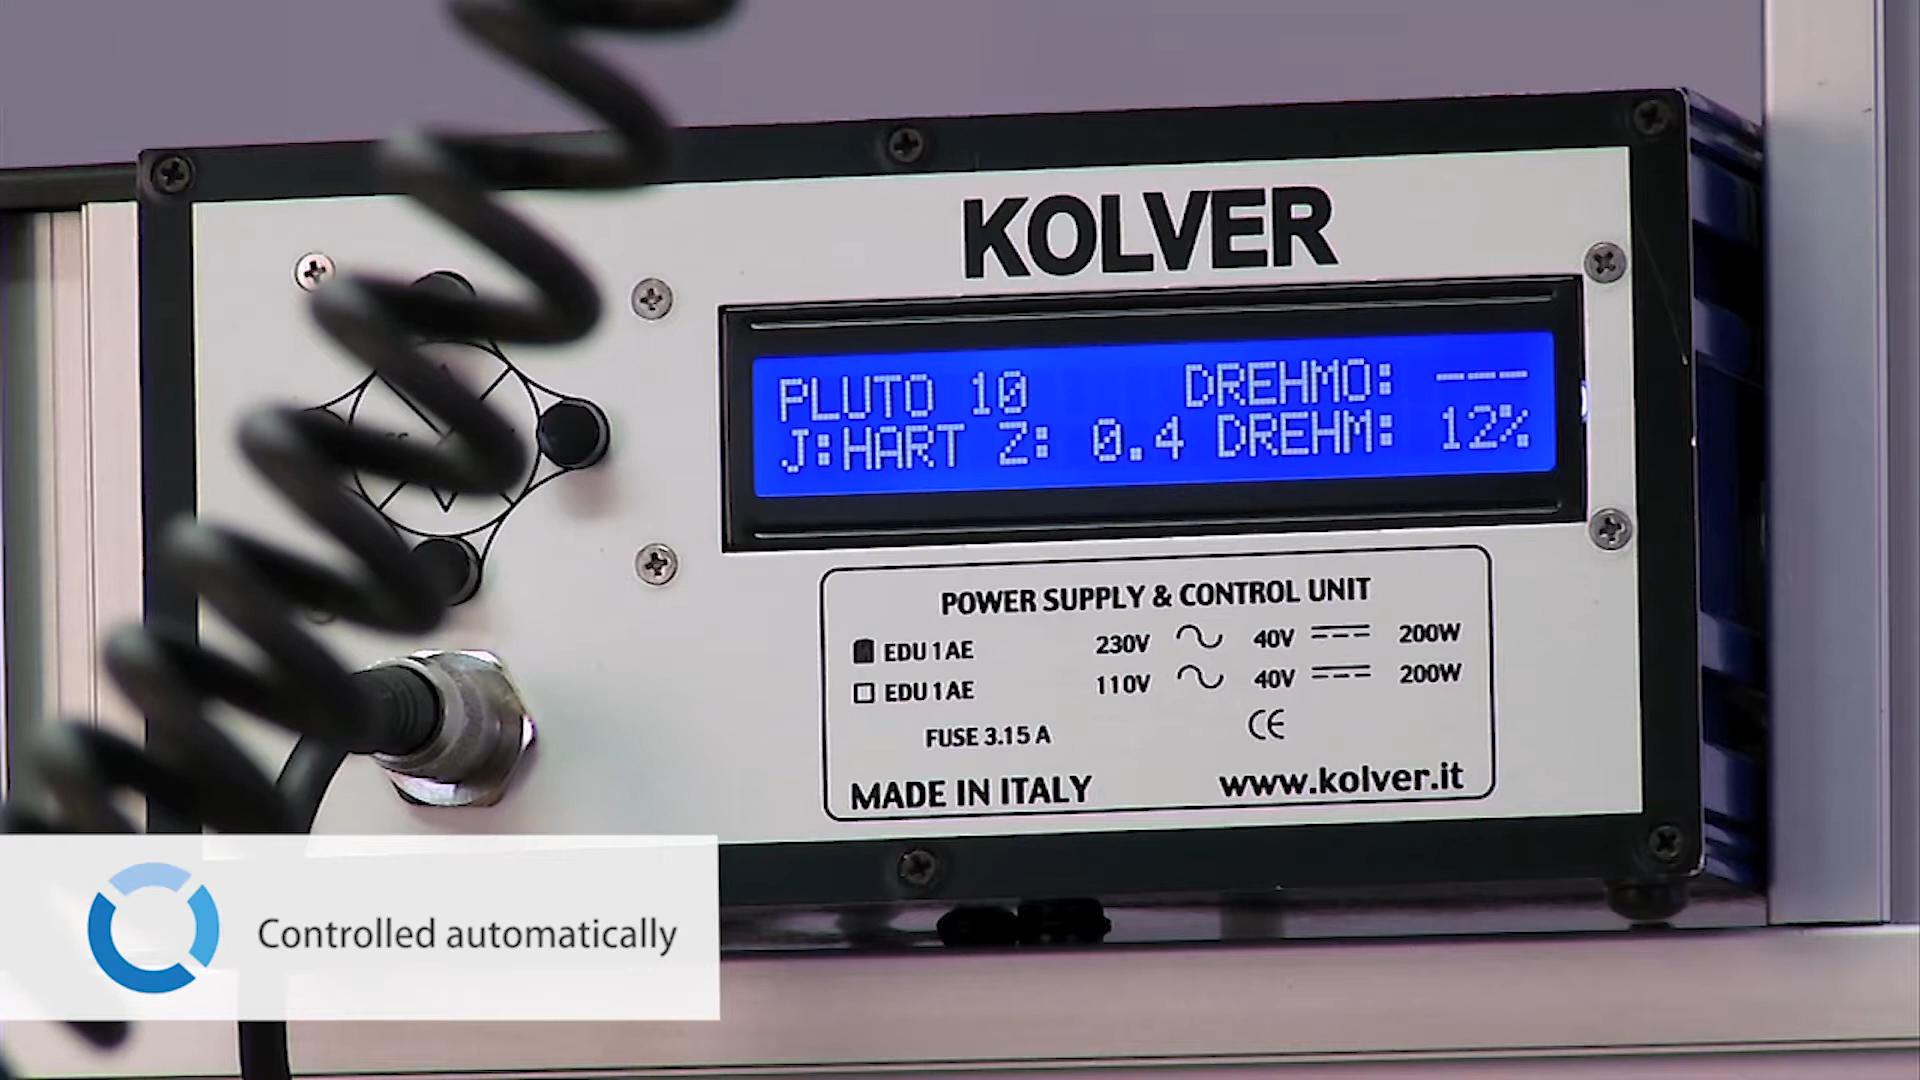 KOLVER
PLUTO 10 DREHMO: ---
J:HART Z: 0.4 DREHM: 12%
POWER SUPPLY & CONTROL UNIT
EDU 1AE 230V 40V 200W
EDU 1AE 110V 40V 200W
FUSE 3.15 A CE
MADE IN ITALY www.kolver.it
Controlled automatically